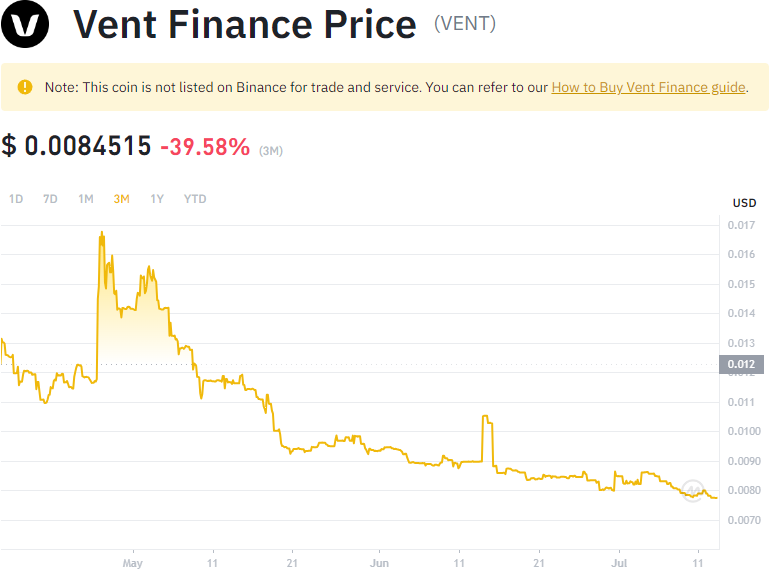 Vent Finance Price (VENT)
Note: This coin is not listed on Binance for trade and service. You can refer to our How to Buy Vent Finance guide.
$ 0.0084515 -39.58% (3M)
1D 7D 1M 3M 1Y YTD
USD
0.017
0.016
0.015
0.014
0.013
0.012
0.012
0.011
0.0100
0.0090
0.0080
0.0070
May 11 21 Jun 11 21 Jul 11